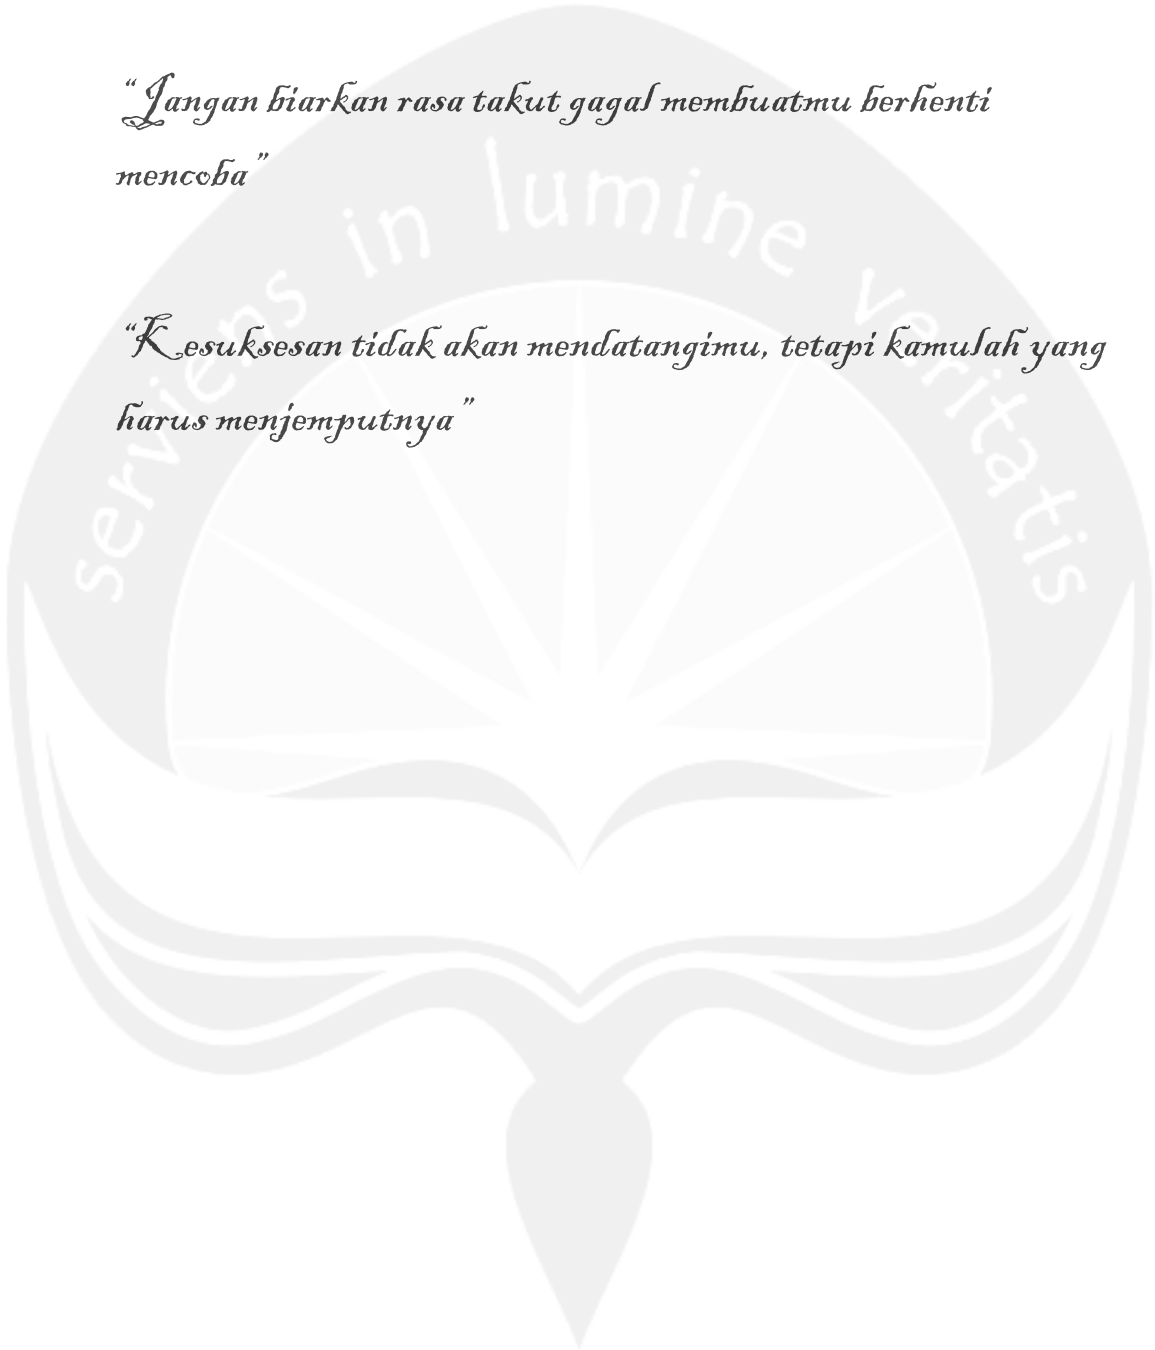 “Jangan biarkan rasa takut gagal membuatmu berhenti
mencoba”
serviens in lumine veritatis
“Kesuksesan tidak akan mendatangimu, tetapi kamulah yang
harus menjemputnya”